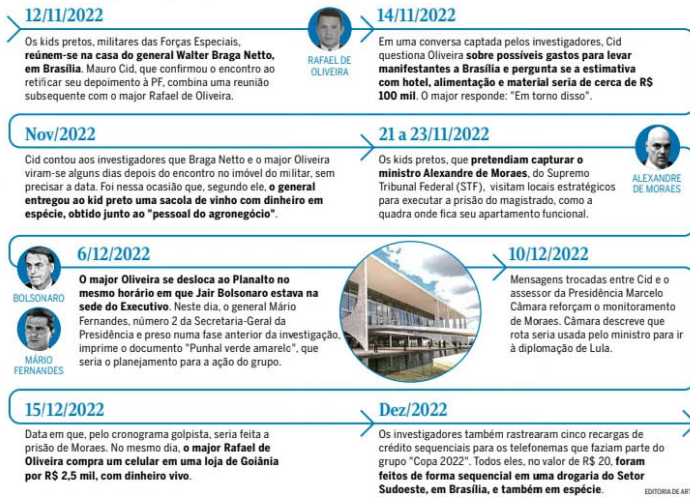 12/11/2022
Os kids pretos, militares das Forças Especiais,
reúnem-se na casa do general Walter Braga Netto,
em Brasília. Mauro Cid, que confirmou o encontro ao
retificar seu depoimento à PF, combina uma reunião
subsequente com o major Rafael de Oliveira.
RAFAEL DE
OLIVEIRA
14/11/2022
Em uma conversa captada pelos investigadores, Cid
questiona Oliveira sobre possíveis gastos para levar
manifestantes a Brasília e pergunta se a estimativa
com hotel, alimentação e material seria de cerca de R$
100 mil. O major responde: "Em torno disso".
Nov/2022
Cid contou aos investigadores que Braga Netto e o major Oliveira
viram-se alguns dias depois do encontro no imóvel do militar, sem
precisar a data. Foi nessa ocasião que, segundo ele, o general
entregou ao kid preto uma sacola de vinho com dinheiro em
espécie, obtido junto ao "pessoal do agronegócio".
21 a 23/11/2022
Os kids pretos, que pretendiam capturar o
ministro Alexandre de Moraes, do Supremo
Tribunal Federal (STF), visitam locais estratégicos
para executar a prisão do magistrado, como a
quadra onde fica seu apartamento funcional.
ALEXANDRE
DE MORAES
BOLSONARO
MÁRIO
FERNANDES
6/12/2022
O major Oliveira se desloca ao Planalto no
mesmo horário em que Jair Bolsonaro estava na
sede do Executivo. Neste dia, o general Mário
Fernandes, número 2 da Secretaria-Geral da
Presidência e preso numa fase anterior da investigação,
imprime o documento "Punhal verde amarelo", que
seria o planejamento para a ação do grupo.
10/12/2022
Mensagens trocadas entre Cid e o
assessor da Presidência Marcelo
Câmara reforçam o monitoramento
de Moraes. Câmara descreve que
rota seria usada pelo ministro para ir
à diplomação de Lula.
15/12/2022
Data em que, pelo cronograma golpista, seria feita a
prisão de Moraes. No mesmo dia, o major Rafael de
Oliveira compra um celular em uma loja de Goiânia
por R$ 2,5 mil, com dinheiro vivo.
Dez/2022
Os investigadores também rastrearam cinco recargas de
crédito sequenciais para os telefonemas que faziam parte do
grupo "Copa 2022". Todos eles, no valor de R$ 20, foram
feitos de forma sequencial em uma drogaria do Setor
Sudoeste, em Brasília, e também em espécie.
EDITORIA DE ART